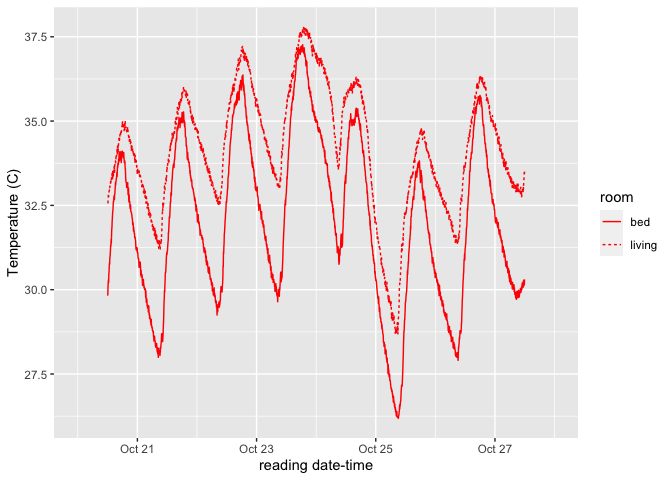 37.5
35.0
32.5
30.0
27.5
Temperature (C)
Oct 21
Oct 23
Oct 25
Oct 27
reading date-time
room
bed
living